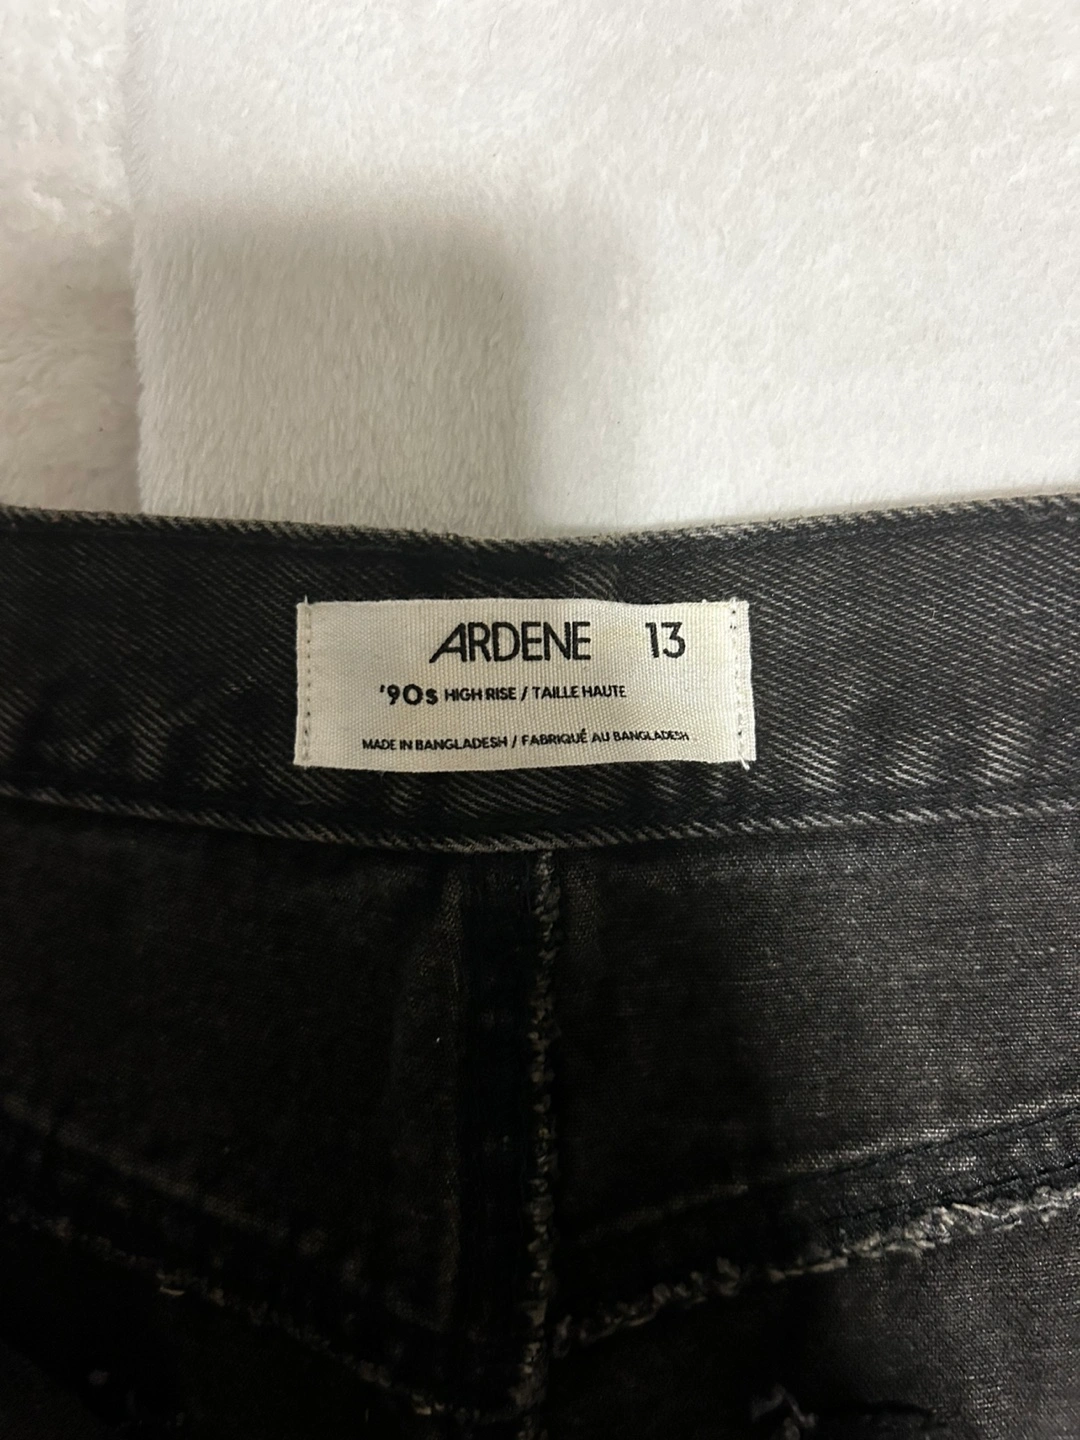 ARDENE 13
'90s HIGH RISE / TAILLE HAUTE
MADE IN BANGLADESH / FABRIQUÉ AU BANGLADESH